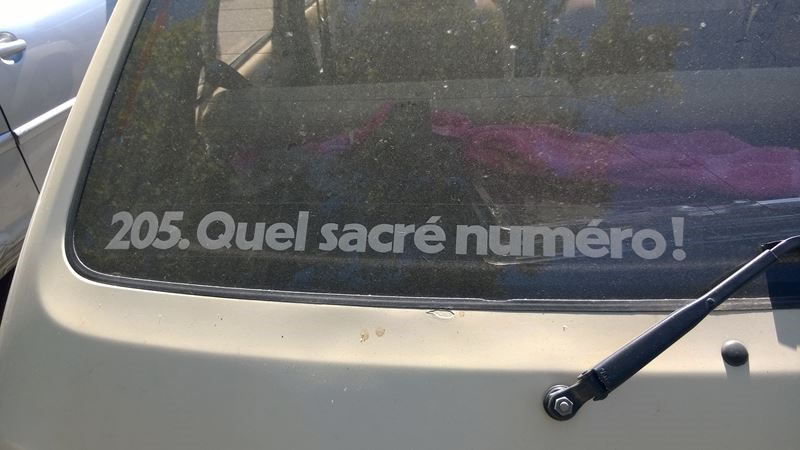 205. Quel sacré numéro !